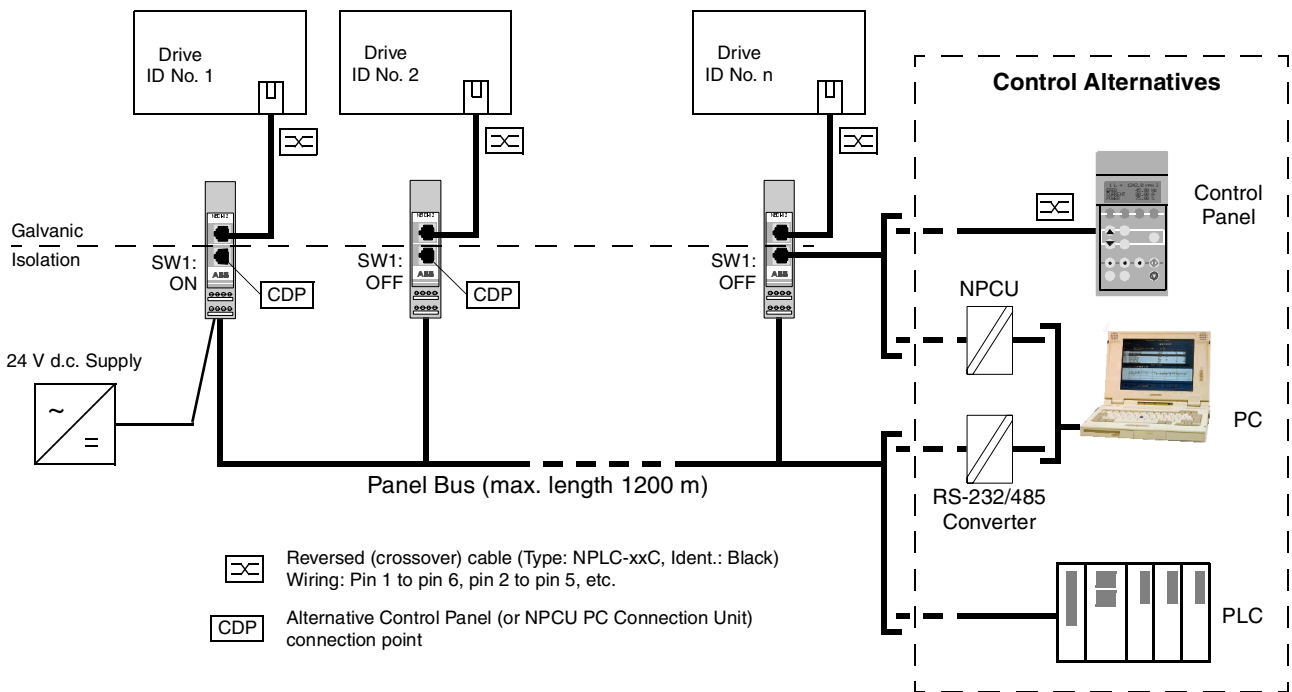 Drive
ID No. 1
Drive
ID No. 2
Drive
ID No. n
Control Alternatives
Control
Panel
Galvanic
Isolation
SW1:
ON
ABB
CDP
SW1:
OFF
ABB
CDP
SW1:
OFF
ABB
NPCU
24 V d.c. Supply
~
=
PC
Panel Bus (max. length 1200 m)
RS-232/485
Converter
Reversed (crossover) cable (Type: NPLC-xxC, Ident.: Black)
Wiring: Pin 1 to pin 6, pin 2 to pin 5, etc.
CDP
Alternative Control Panel (or NPCU PC Connection Unit)
connection point
PLC